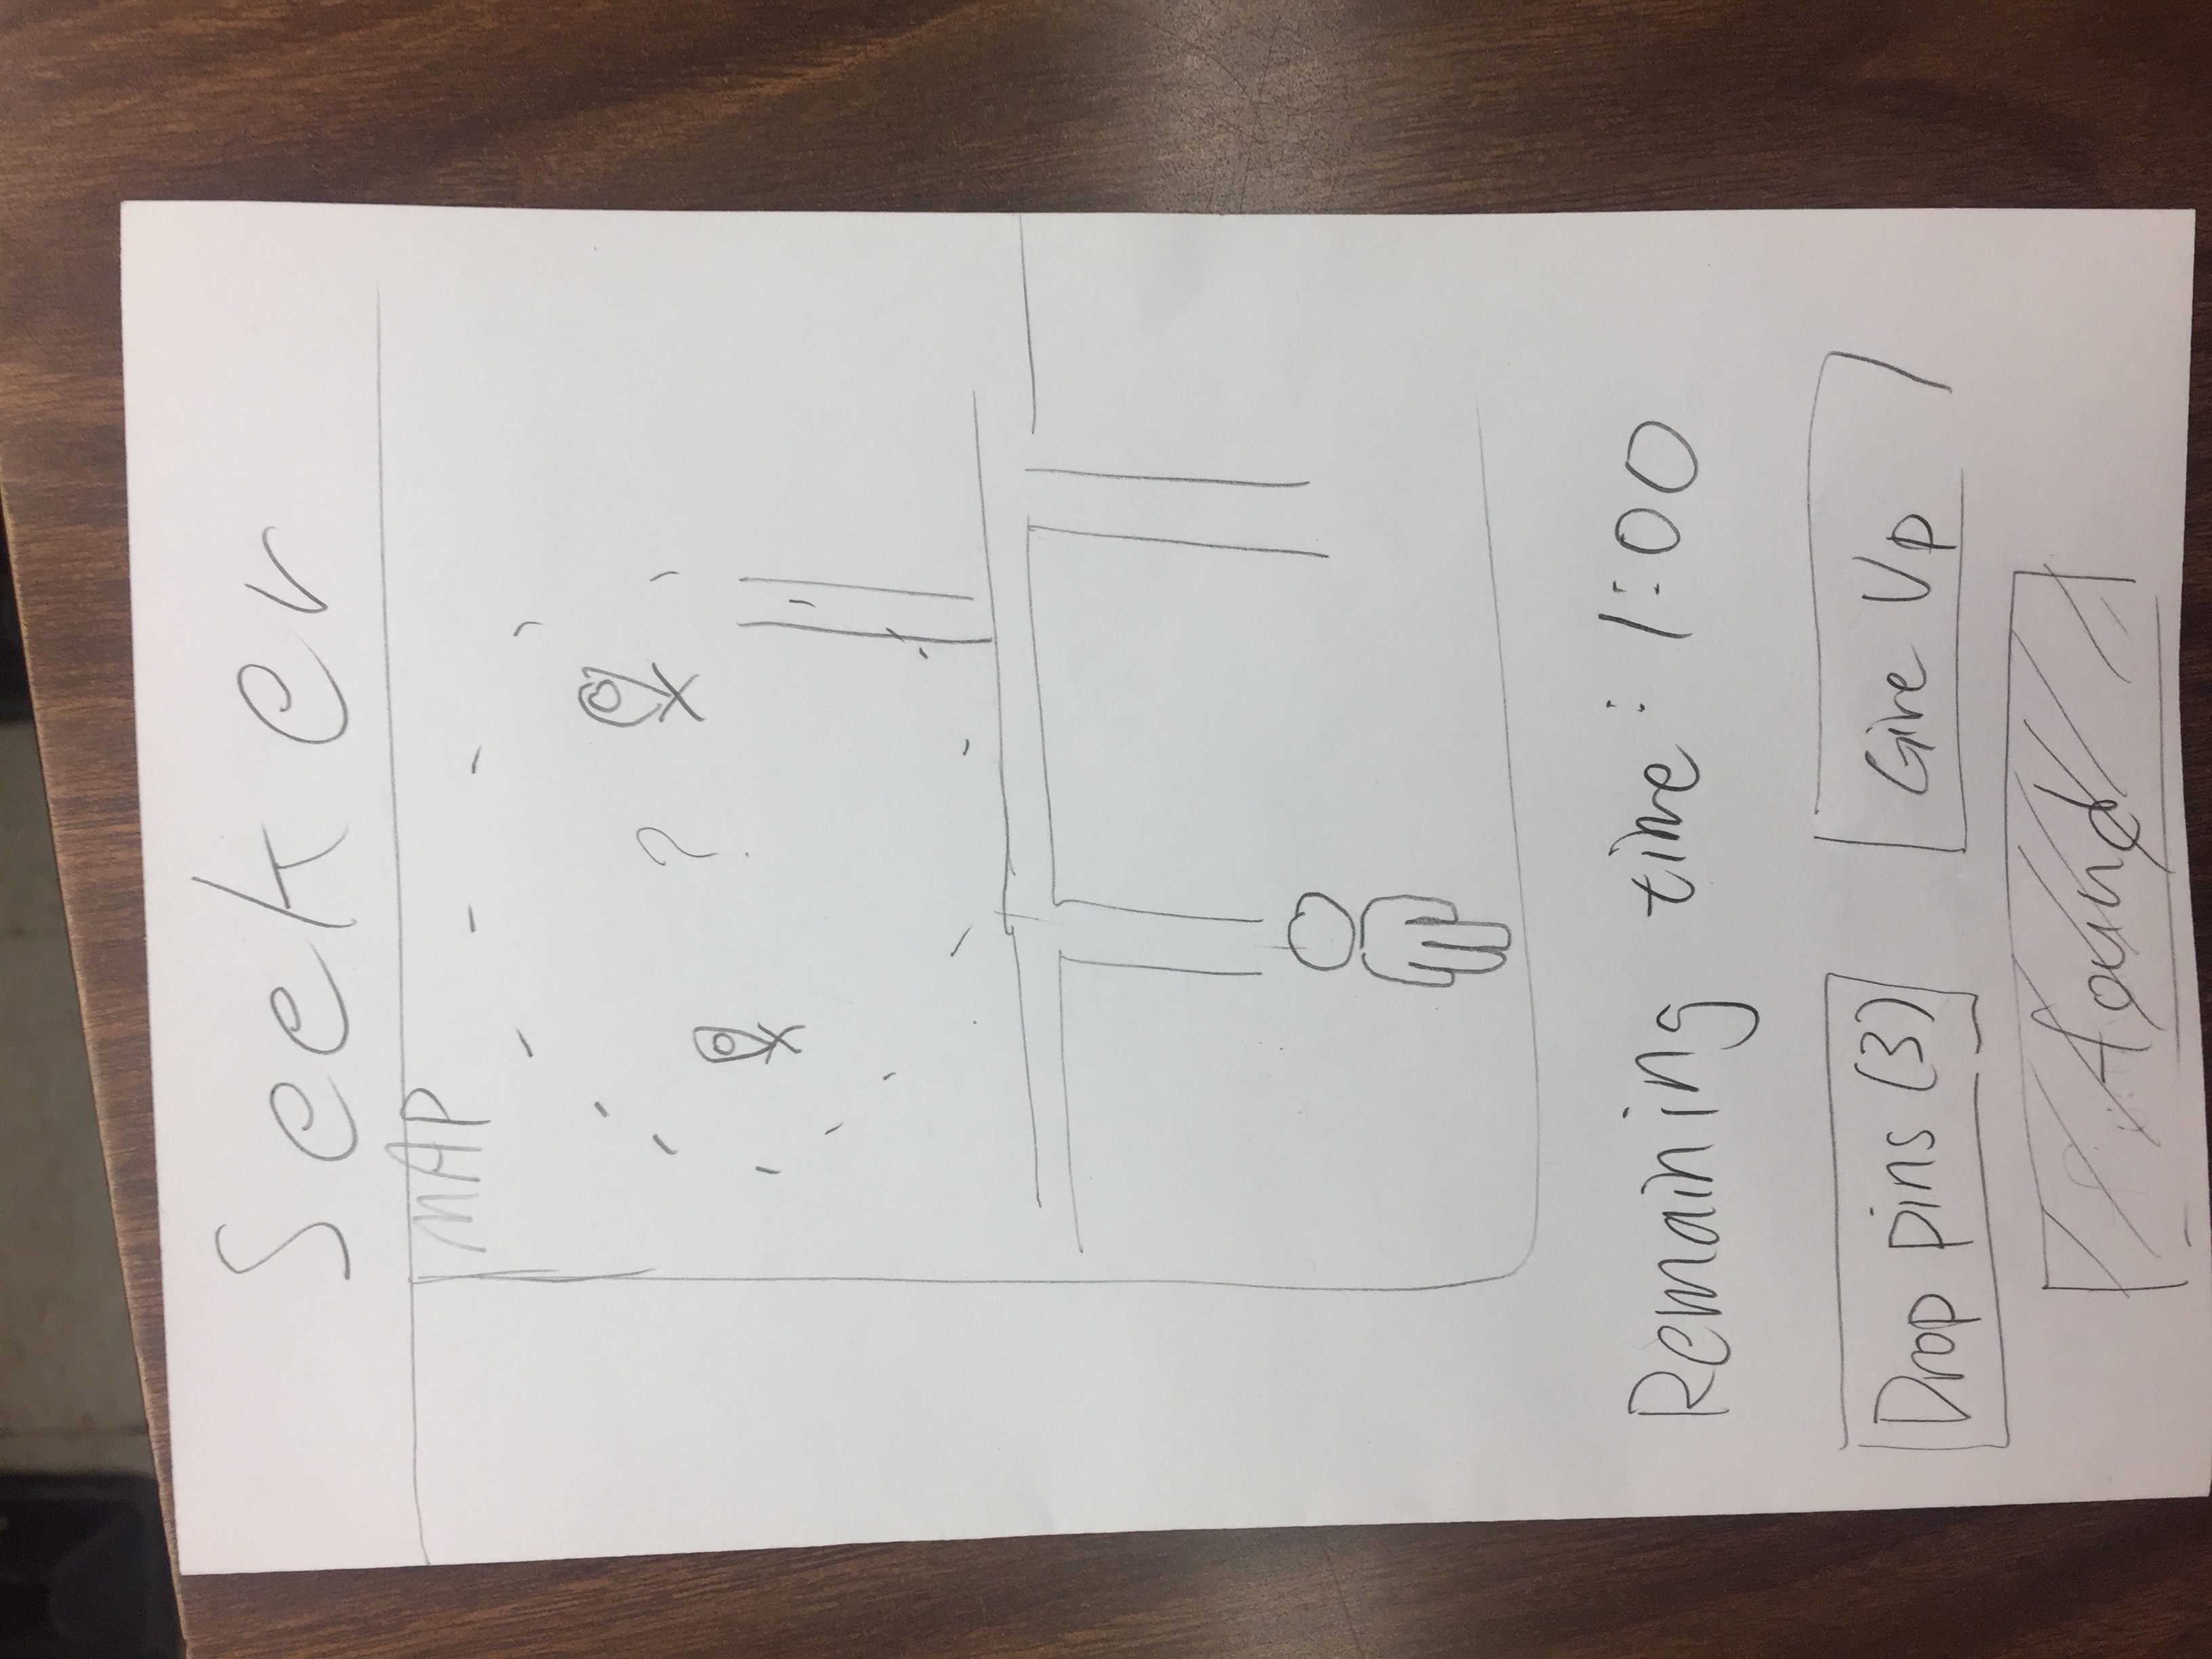 Seeker
MAP
?
Remaining time: 1:00
Drop pins (3)
Give Up
found